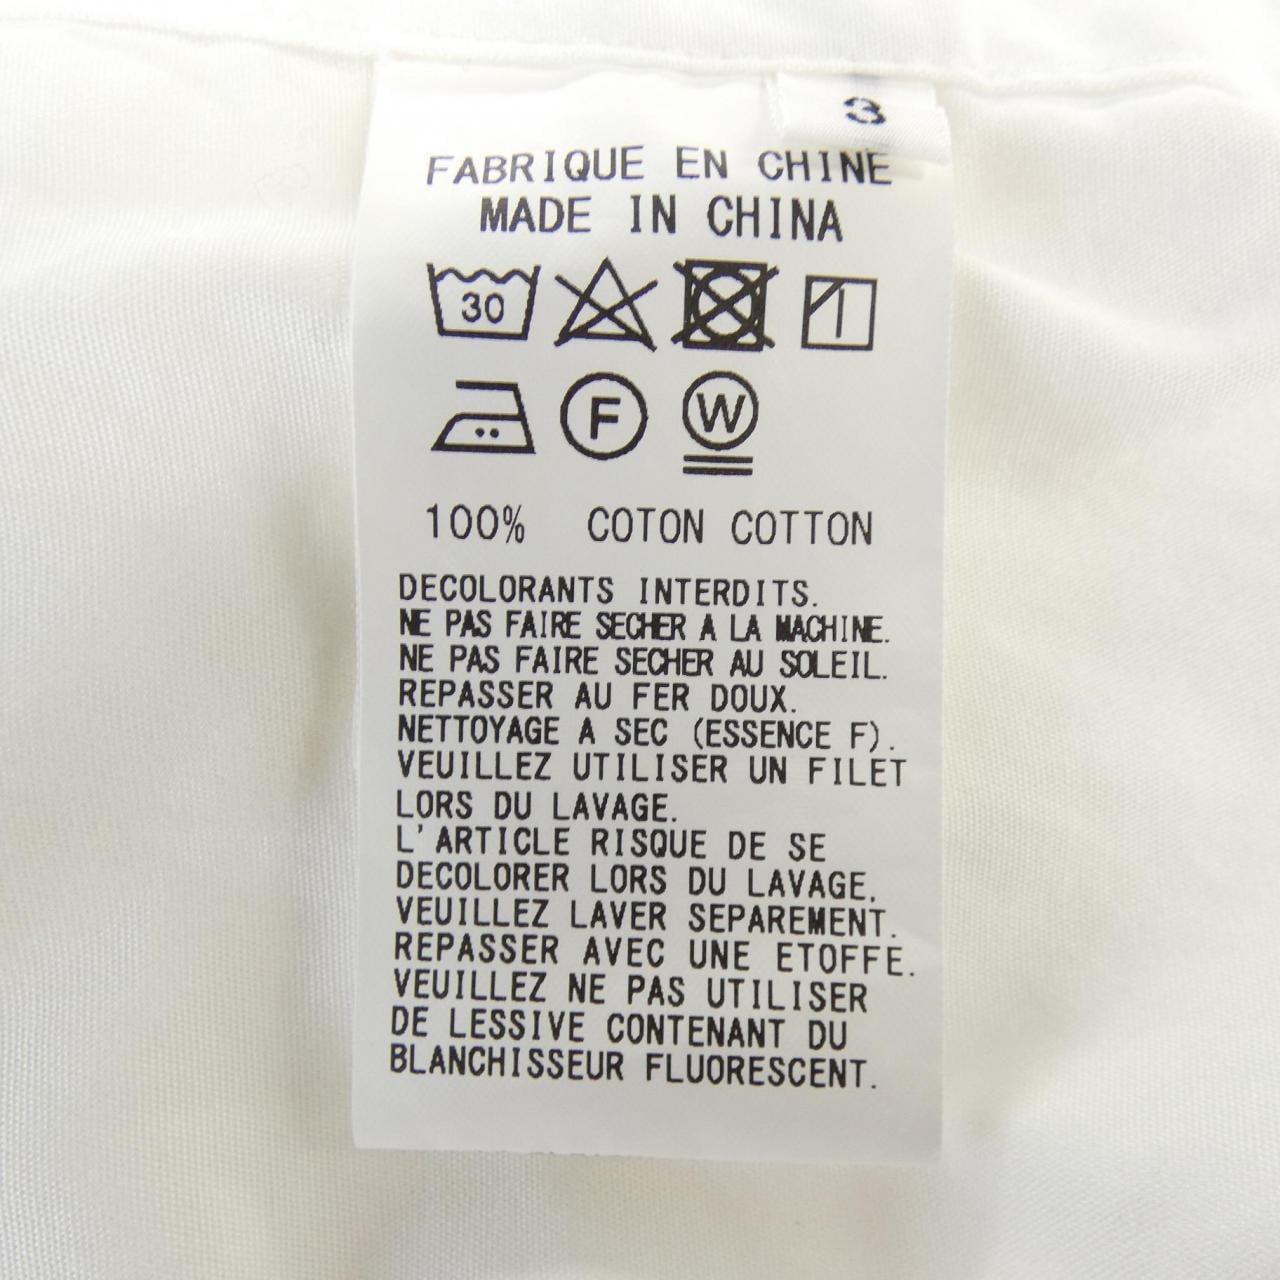 3
FABRIQUE EN CHINE
MADE IN CHINA
30
F W
100% COTON COTTON
DECOLORANTS INTERDITS.
NE PAS FAIRE SECHER A LA MACHINE.
NE PAS FAIRE SECHER AU SOLEIL.
REPASSER AU FER DOUX.
NETTOYAGE A SEC (ESSENCE F).
VEUILLEZ UTILISER UN FILET
LORS DU LAVAGE.
L'ARTICLE RISQUE DE SE
DECOLORER LORS DU LAVAGE.
VEUILLEZ LAVER SEPAREMENT.
REPASSER AVEC UNE ETOFFE.
VEUILLEZ NE PAS UTILISER
DE LESSIVE CONTENANT DU
BLANCHISSEUR FLUORESCENT.